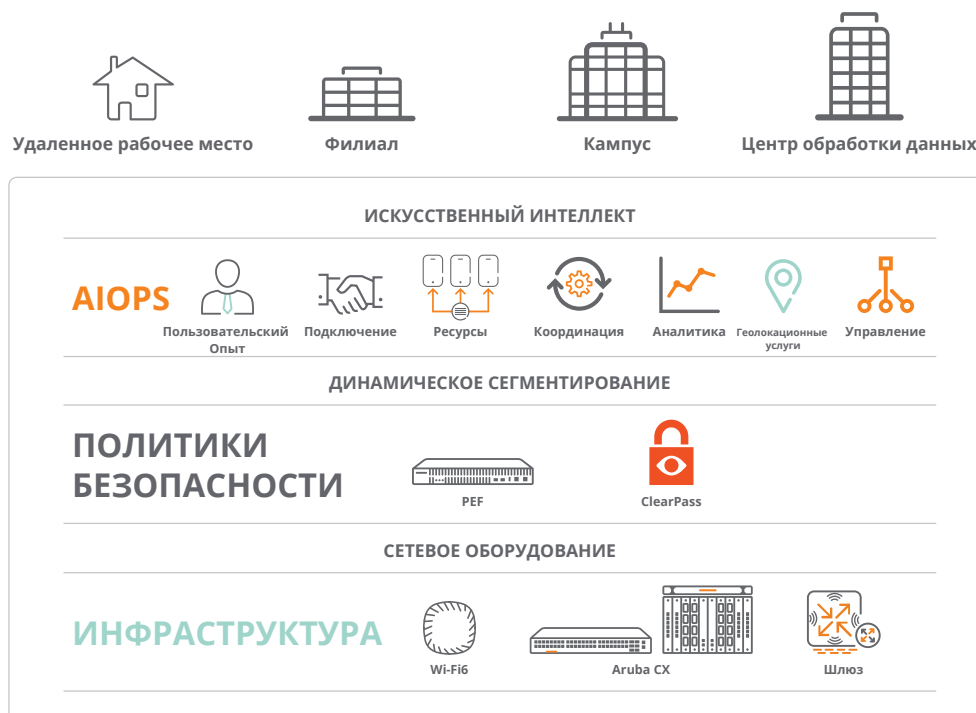 Удаленное рабочее место
Филиал
Кампус
Центр обработки данных
ИСКУССТВЕННЫЙ ИНТЕЛЛЕКТ
AIOPS
Пользовательский
Опыт
Подключение
Ресурсы
Координация
Аналитика
Геолокационные
услуги
Управление
ДИНАМИЧЕСКОЕ СЕГМЕНТИРОВАНИЕ
ПОЛИТИКИ
БЕЗОПАСНОСТИ
PEF
ClearPass
СЕТЕВОЕ ОБОРУДОВАНИЕ
ИНФРАСТРУКТУРА
Wi-Fi6
Aruba CX
Шлюз